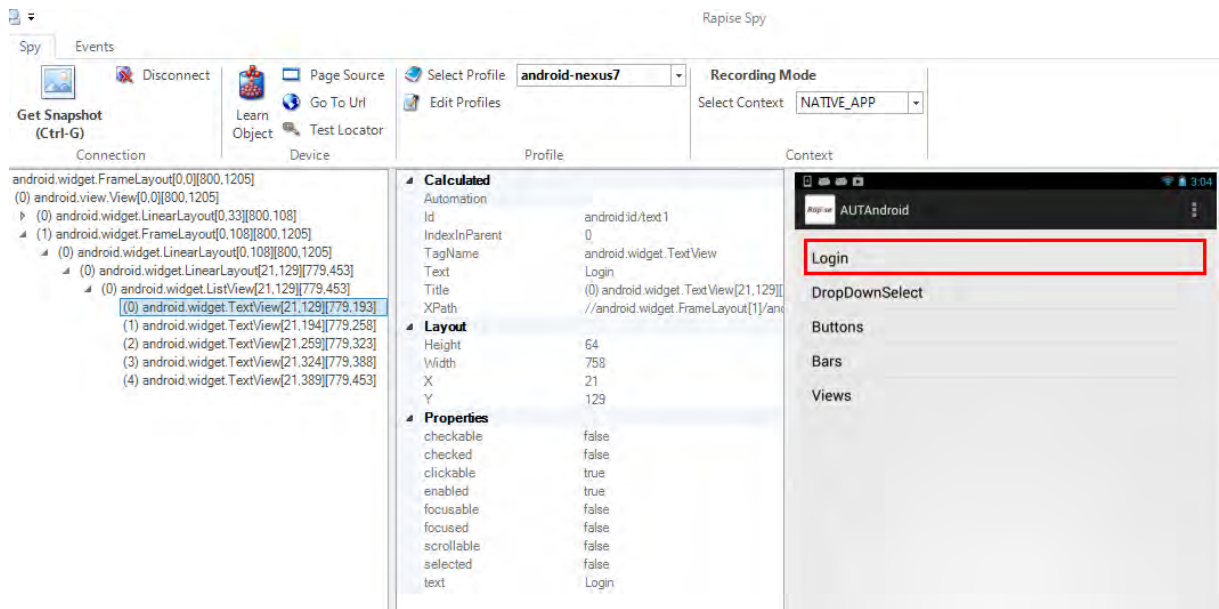 Rapise Spy
Spy Events
Disconnect
Get Snapshot
(Ctrl-G)
Connection
Learn
Object
Page Source
Go To Url
Test Locator
Device
Select Profile android-nexus7
Edit Profiles
Profile
Recording Mode
Select Context NATIVE_APP
Context
android.widget.FrameLayout[0,0][800,1205]
(0) android.view.View[0,0][800,1205]
(0) android.widget.LinearLayout[0,33][800,108]
(1) android.widget.FrameLayout[0,108][800,1205]
(0) android.widget.LinearLayout[0,108][800,1205]
(0) android.widget.LinearLayout[21,129][779,453]
(0) android.widget.ListView[21,129][779,453]
(0) android.widget.TextView[21,129][779,193]
(1) android.widget.TextView[21,194][779,258]
(2) android.widget.TextView[21,259][779,323]
(3) android.widget.TextView[21,324][779,388]
(4) android.widget.TextView[21,389][779,453]
Calculated
Automation
Id android:id/text1
IndexInParent 0
TagName android.widget.TextView
Text Login
Title (0) android.widget.TextView[21,129][
XPath //android.widget.FrameLayout[1]/and
Layout
Height 64
Width 758
X 21
Y 129
Properties
checkable false
checked false
clickable true
enabled true
focusable false
focused false
scrollable false
selected false
text Login
3:04
Rapise AUTAndroid
Login
DropDownSelect
Buttons
Bars
Views